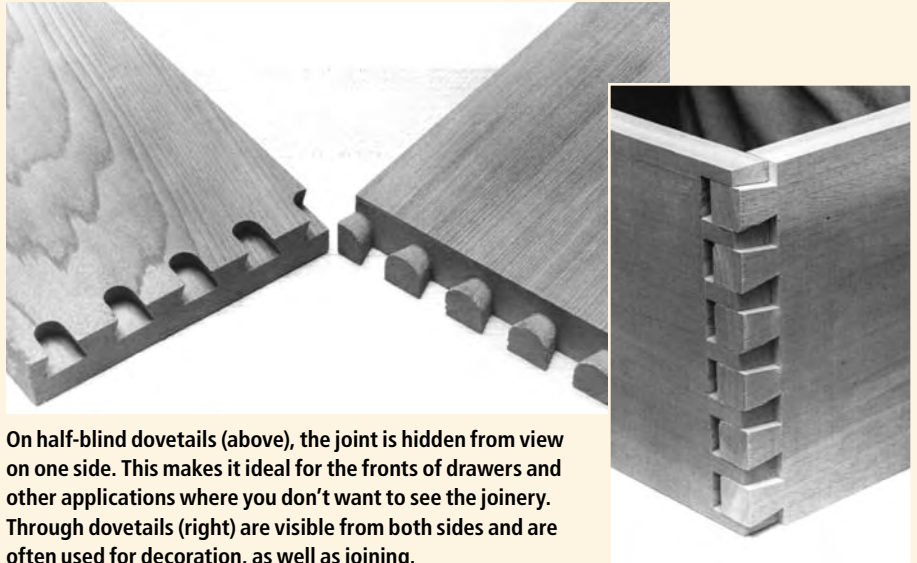 On half-blind dovetails (above), the joint is hidden from view
on one side. This makes it ideal for the fronts of drawers and
other applications where you don’t want to see the joinery.
Through dovetails (right) are visible from both sides and are
often used for decoration, as well as joining.